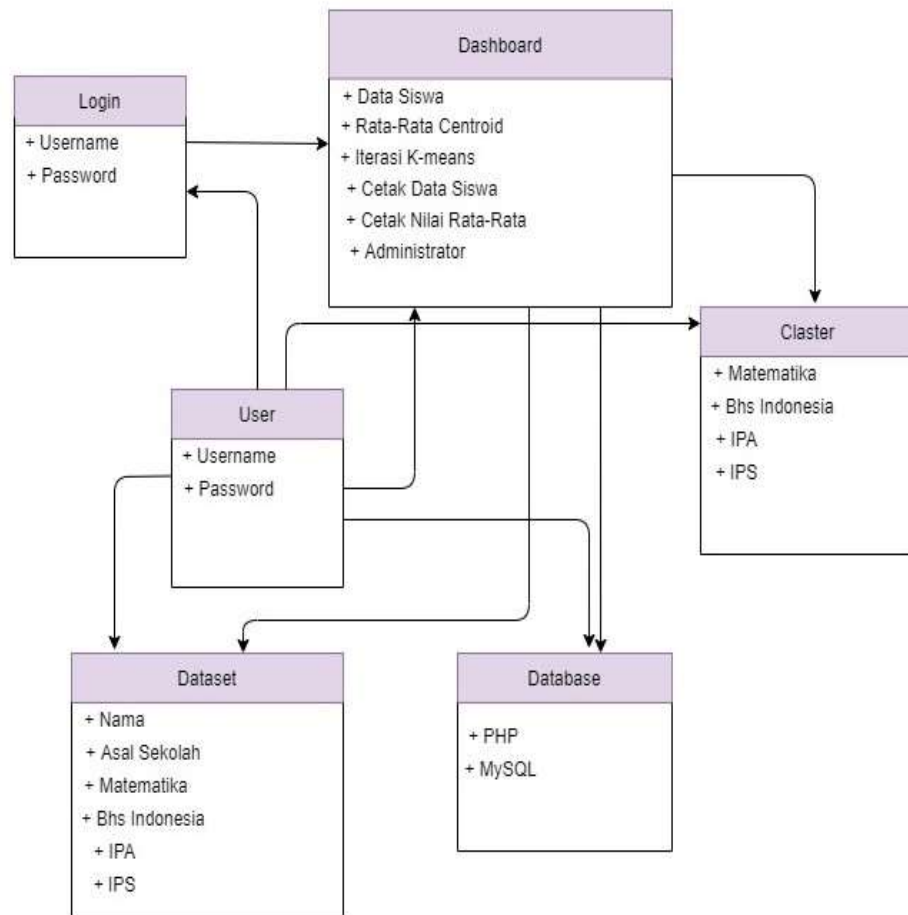 Dashboard
+ Data Siswa
+ Rata-Rata Centroid
+ Iterasi K-means
+ Cetak Data Siswa
+ Cetak Nilai Rata-Rata
+ Administrator
Login
+ Username
+ Password
Claster
+ Matematika
+ Bhs Indonesia
+ IPA
+ IPS
User
+ Username
+ Password
Dataset
+ Nama
+ Asal Sekolah
+ Matematika
+ Bhs Indonesia
+ IPA
+ IPS
Database
+ PHP
+ MySQL